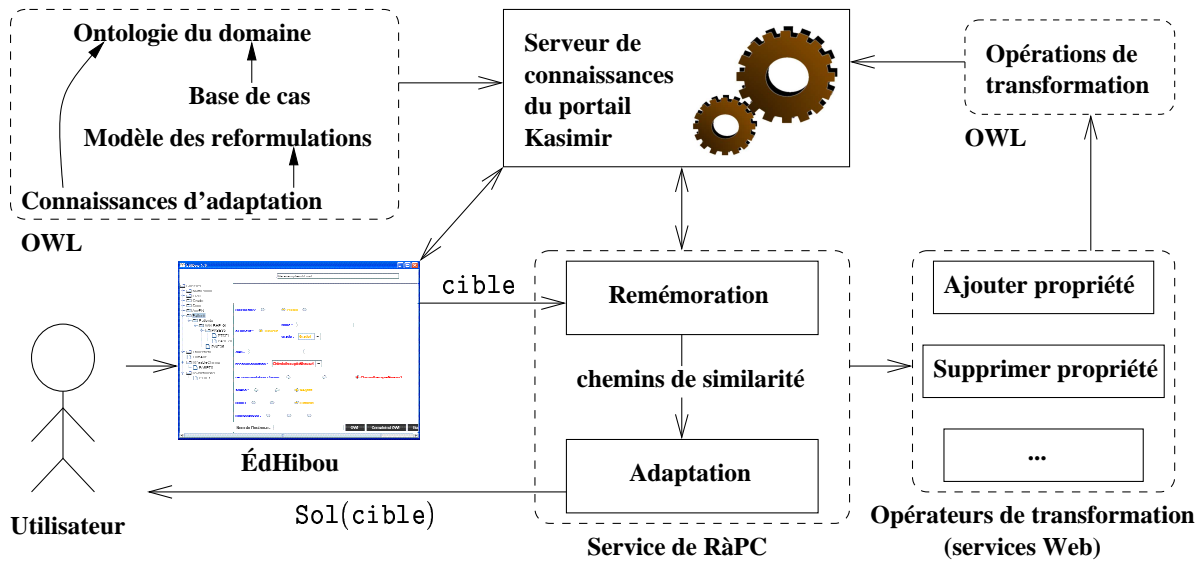 Ontologie du domaine
Base de cas
Modèle des reformulations
Connaissances d'adaptation
OWL
Serveur de
connaissances
du portail
Kasimir
Opérations de
transformation
OWL
cible
ÉdHibou
Utilisateur
Sol(cible)
Remémoration
chemins de similarité
Adaptation
Service de RàPC
Ajouter propriété
Supprimer propriété
...
Opérateurs de transformation
(services Web)